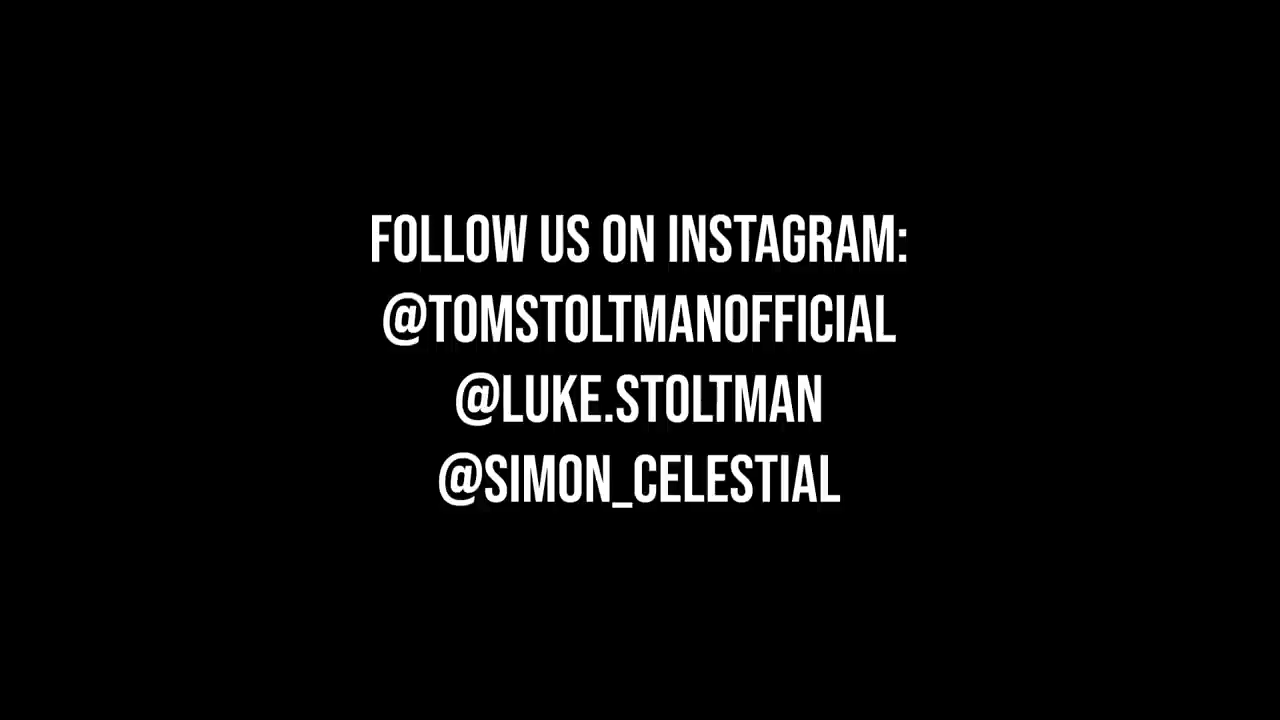 FOLLOW US ON INSTAGRAM:
@TOMSTOLTMANOFFICIAL
@LUKE.STOLTMAN
@SIMON_CELESTIAL